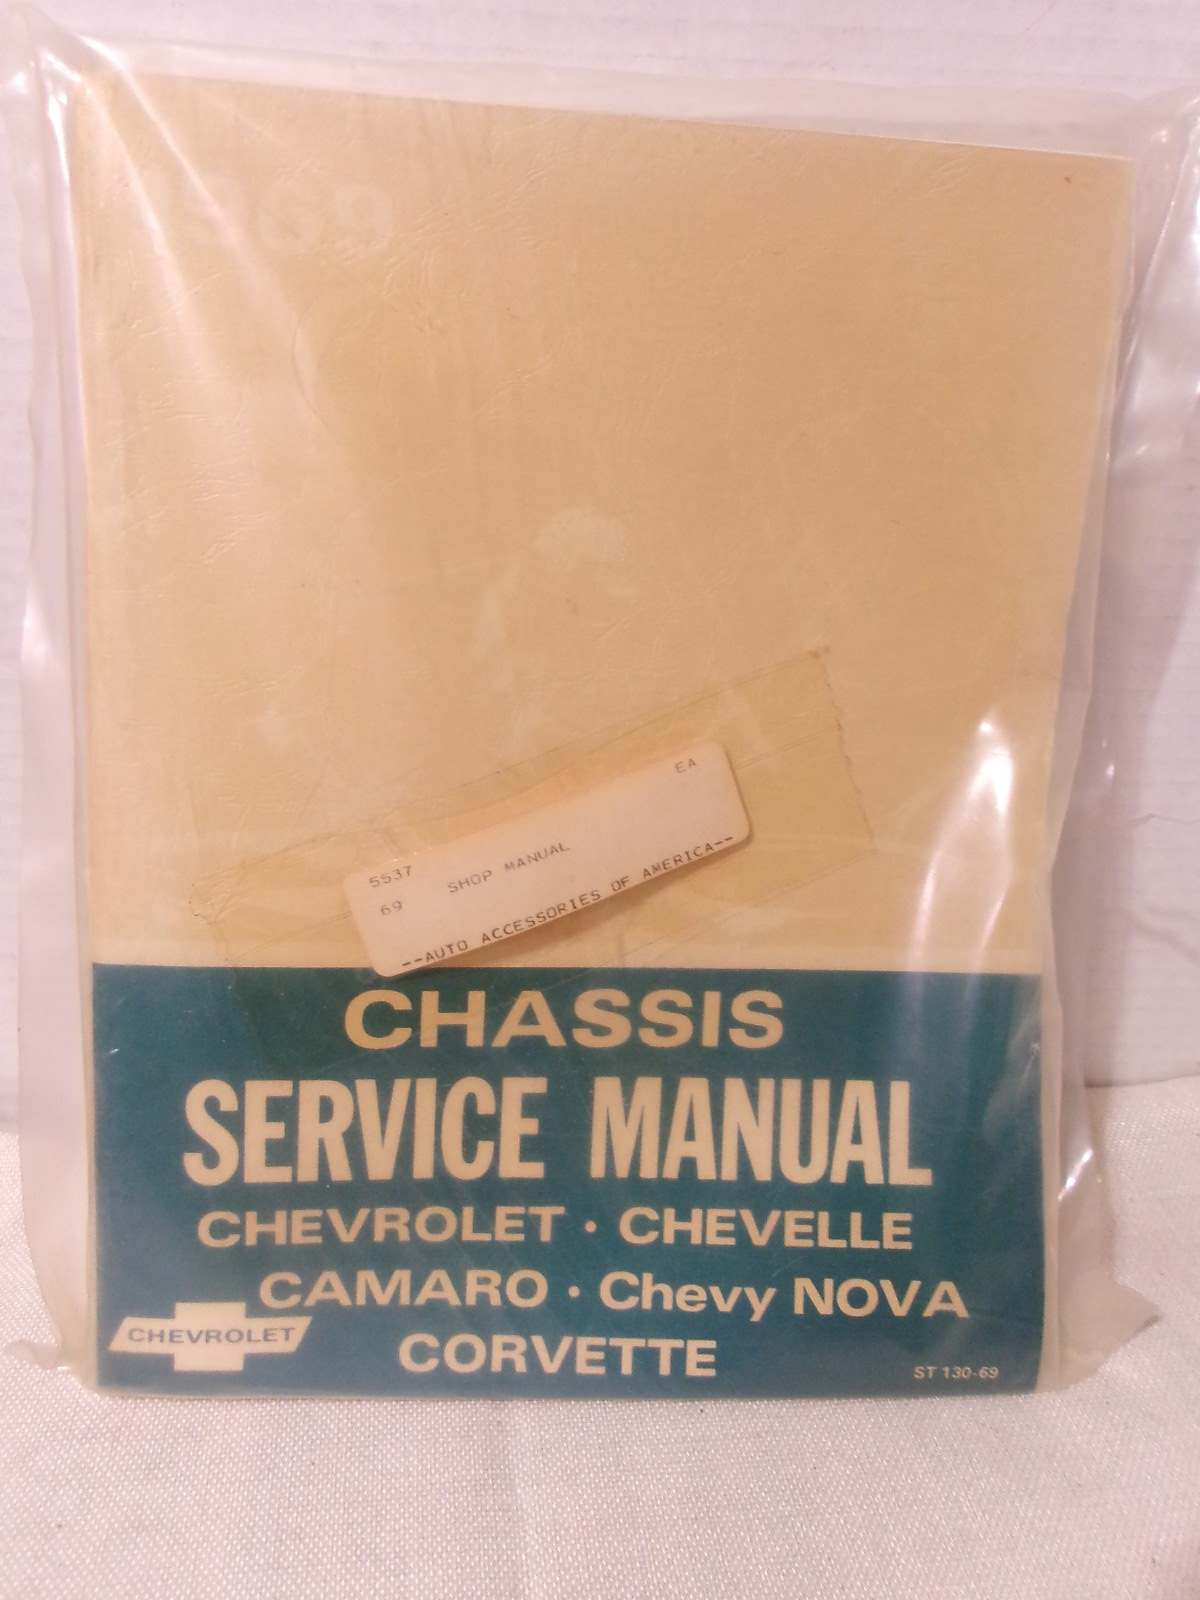 EA
5537 SHOP MANUAL
69
--AUTO ACCESSORIES OF AMERICA--
CHASSIS
SERVICE MANUAL
CHEVROLET • CHEVELLE
CAMARO • Chevy NOVA
CHEVROLET
CORVETTE
ST 130-69